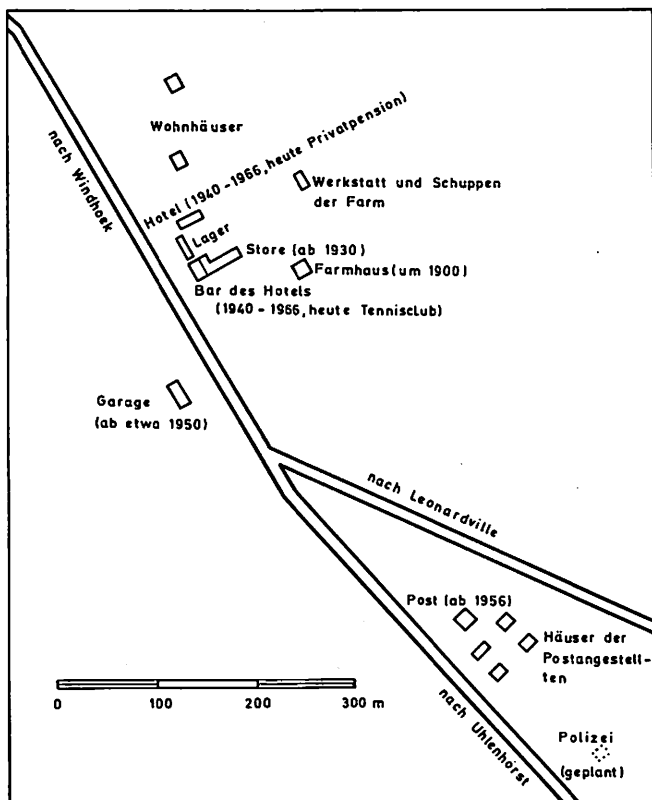 Wohnhäuser
nach Windhoek
Hotel (1940-1966, heute Privatpension)
Werkstatt und Schuppen
der Farm
Lager
Store (ab 1930)
Farmhaus (um 1900)
Bar des Hotels
(1940-1966, heute Tennisclub)
Garage
(ab etwa 1950)
nach Leonardville
Post (ab 1956)
Häuser der
Postangestell-
ten
nach Uhlenhorst
Polizei
(geplant)
0 100 200 300 m